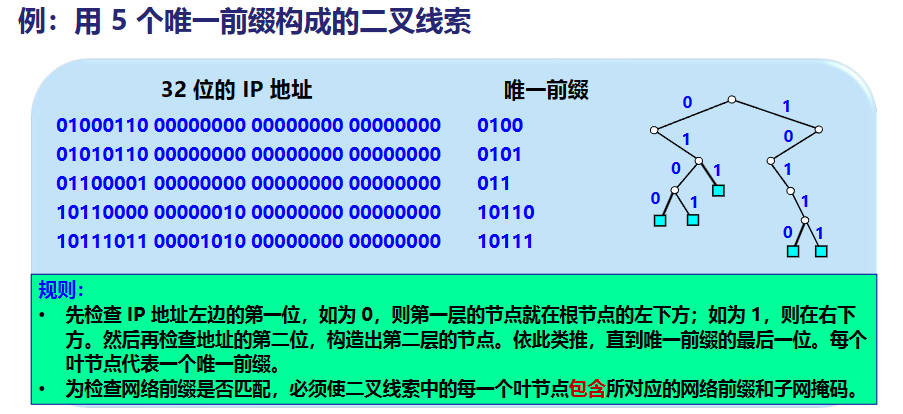 例：用 5 个唯一前缀构成的二叉线索
32 位的 IP 地址 唯一前缀
01000110 00000000 00000000 00000000 0100
01010110 00000000 00000000 00000000 0101
01100001 00000000 00000000 00000000 011
10110000 00000010 00000000 00000000 10110
10111011 00001010 00000000 00000000 10111
0 1
1 0
0 1 1
0 1 1
0 1
规则：
• 先检查 IP 地址左边的第一位，如为 0，则第一层的节点就在根节点的左下方；如为 1，则在右下
方。然后再检查地址的第二位，构造出第二层的节点。依此类推，直到唯一前缀的最后一位。每个
叶节点代表一个唯一前缀。
• 为检查网络前缀是否匹配，必须使二叉线索中的每一个叶节点包含所对应的网络前缀和子网掩码。